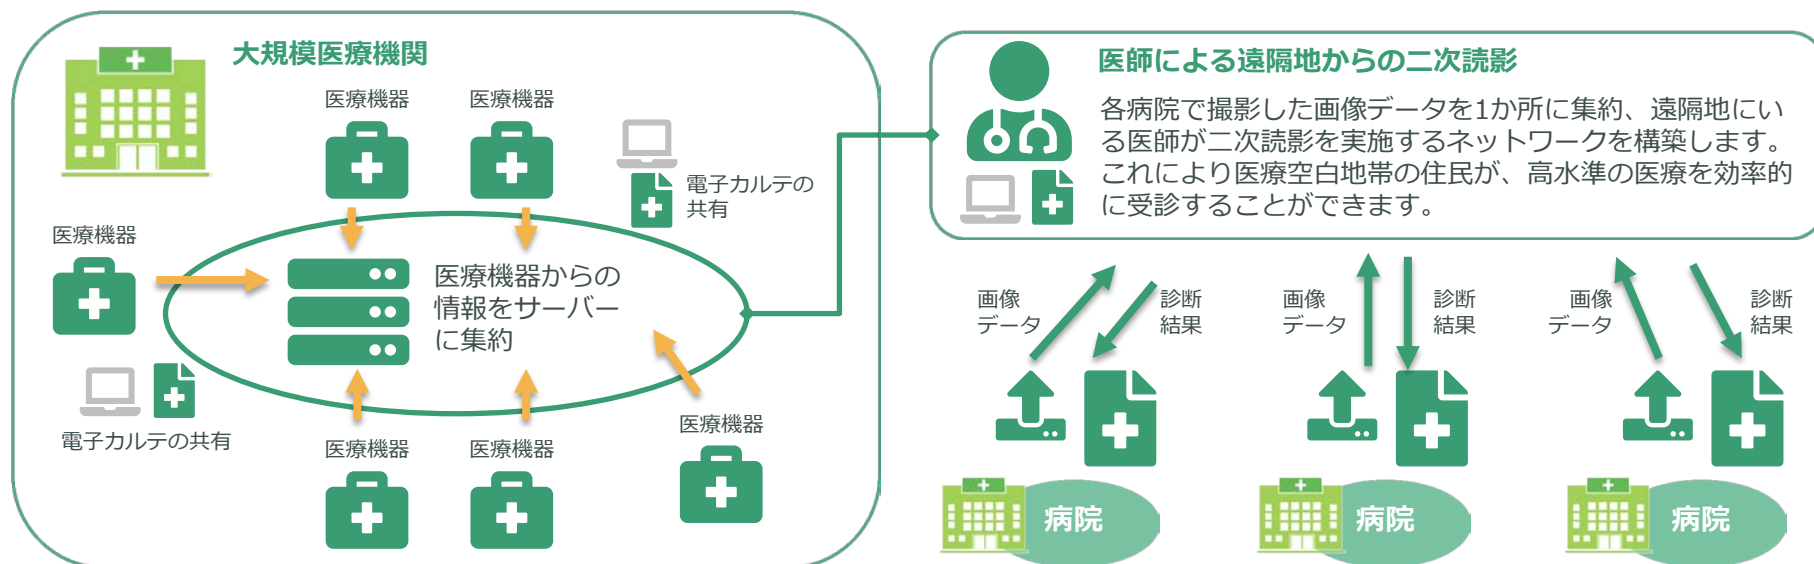 大規模医療機関
医療機器
医療機器
電子カルテの
共有
医療機器
医療機器からの
情報をサーバー
に集約
電子カルテの共有
医療機器
医療機器
医療機器
医師による遠隔地からの二次読影
各病院で撮影した画像データを1か所に集約、遠隔地にい
る医師が二次読影を実施するネットワークを構築します。
これにより医療空白地帯の住民が、高水準の医療を効率的
に受診することができます。
画像
データ
診断
結果
画像
データ
診断
結果
画像
データ
診断
結果
病院
病院
病院